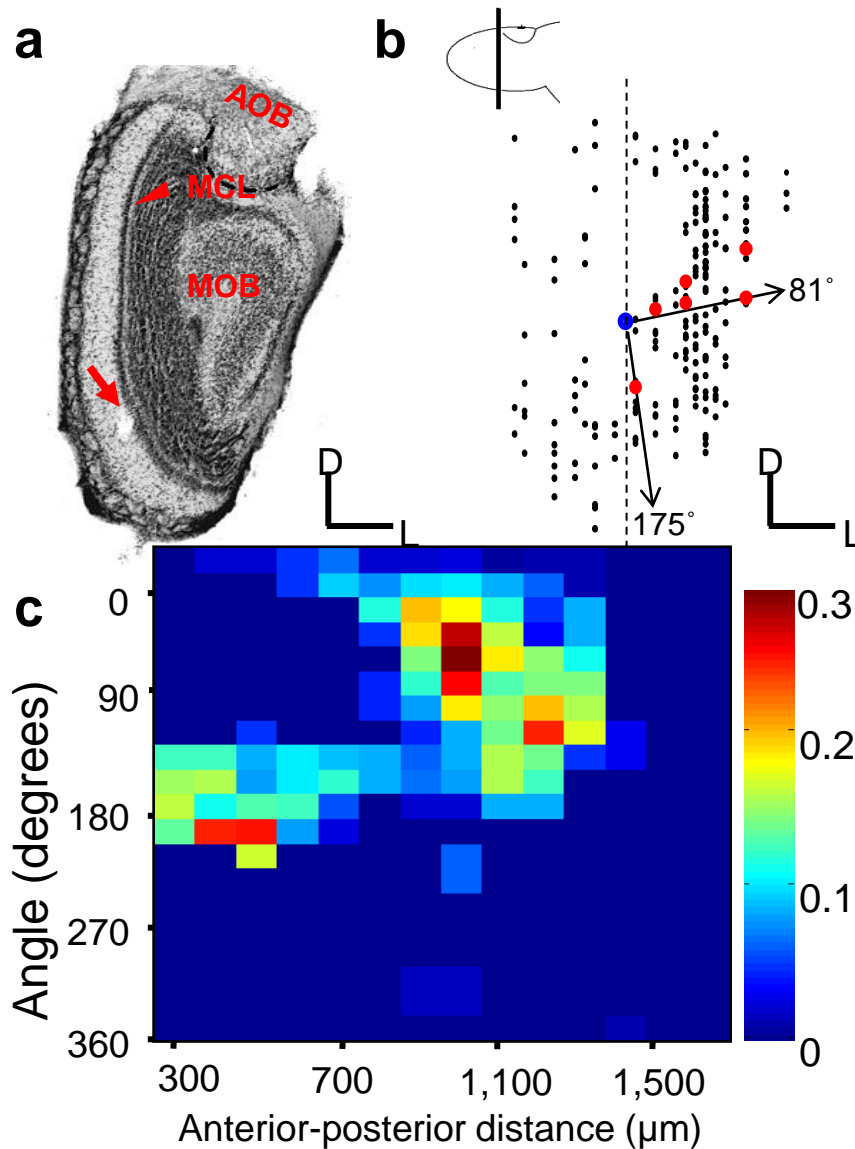 a
b
AOB
MCL
MOB
81°
D
L
175°
D
L
c
0
90
180
270
360
Angle (degrees)
300
700
1,100
1,500
Anterior-posterior distance (µm)
0.3
0.2
0.1
0